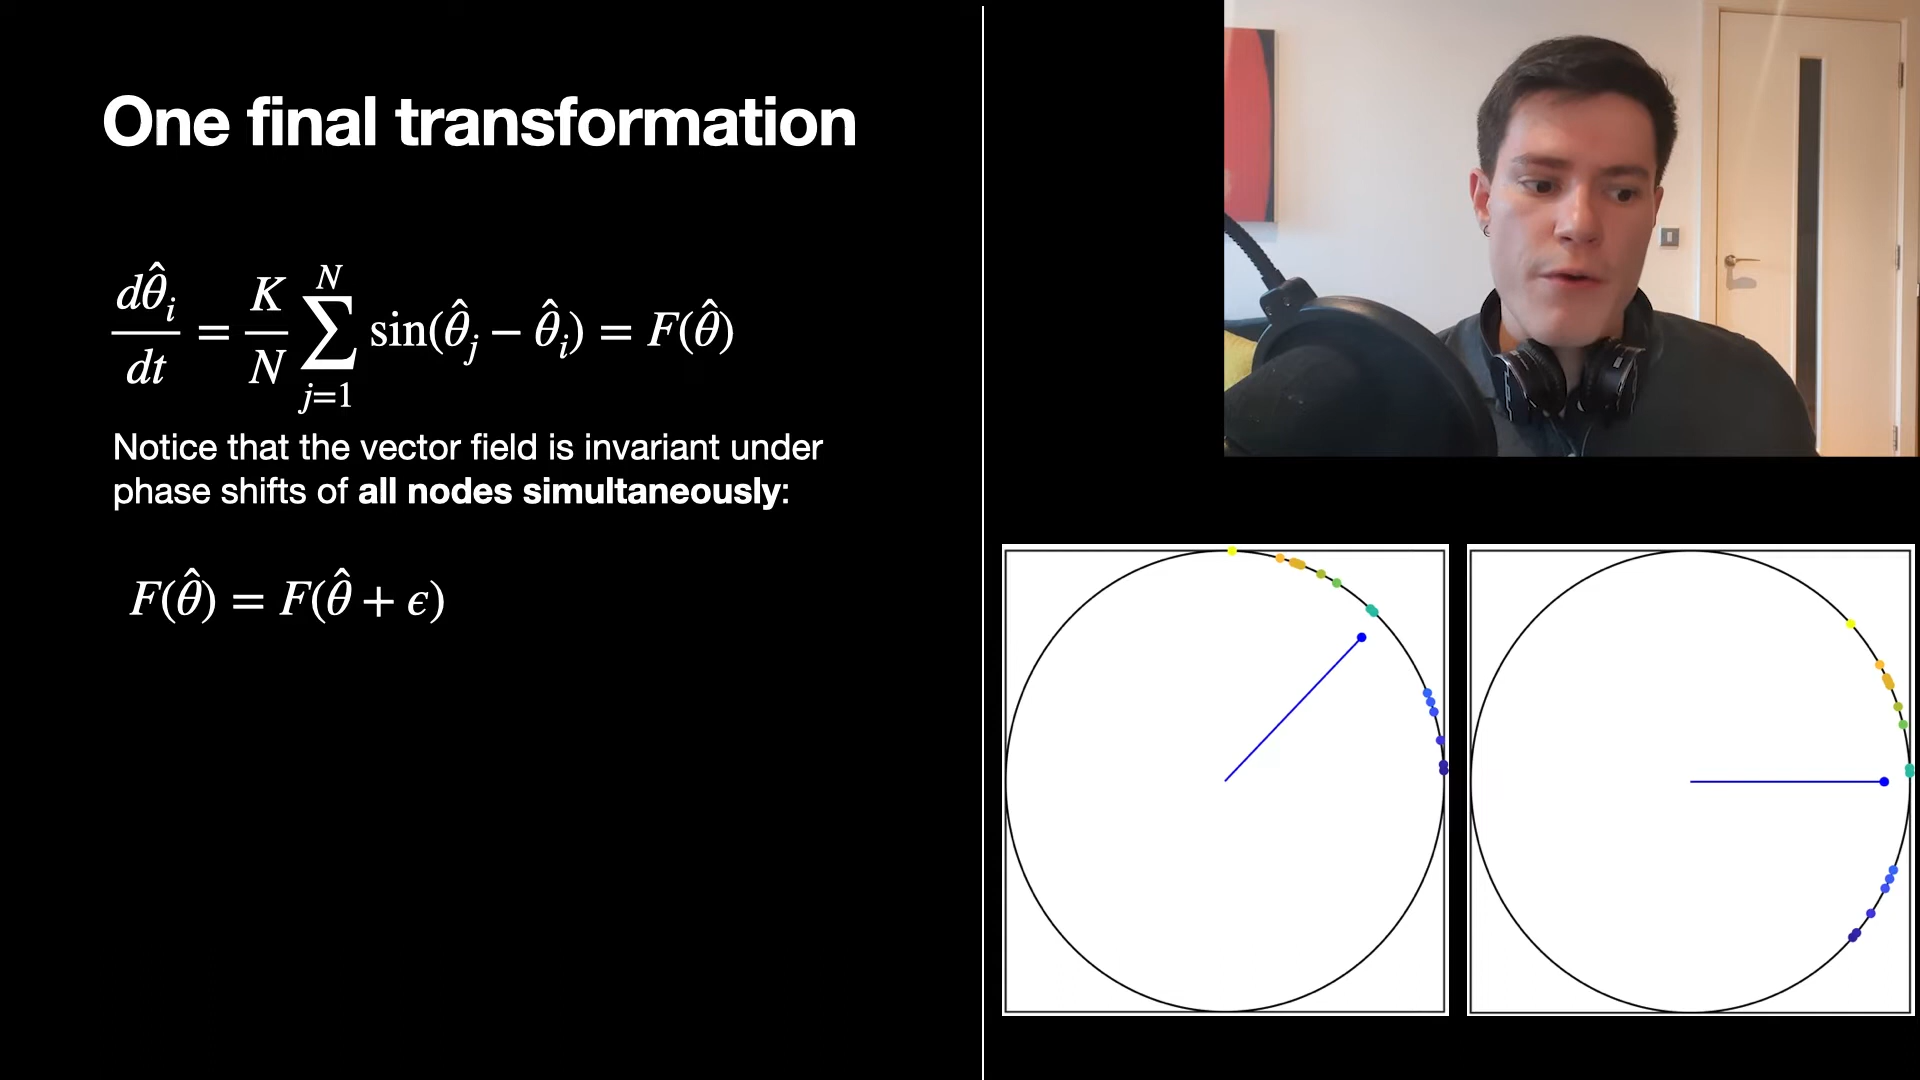 One final transformation
dθ̂ᵢ/dt = K/N ∑ⱼ₌₁ᴺ sin(θ̂ⱼ − θ̂ᵢ) = F(θ̂)
Notice that the vector field is invariant under
phase shifts of all nodes simultaneously:
F(θ̂) = F(θ̂ + ϵ)